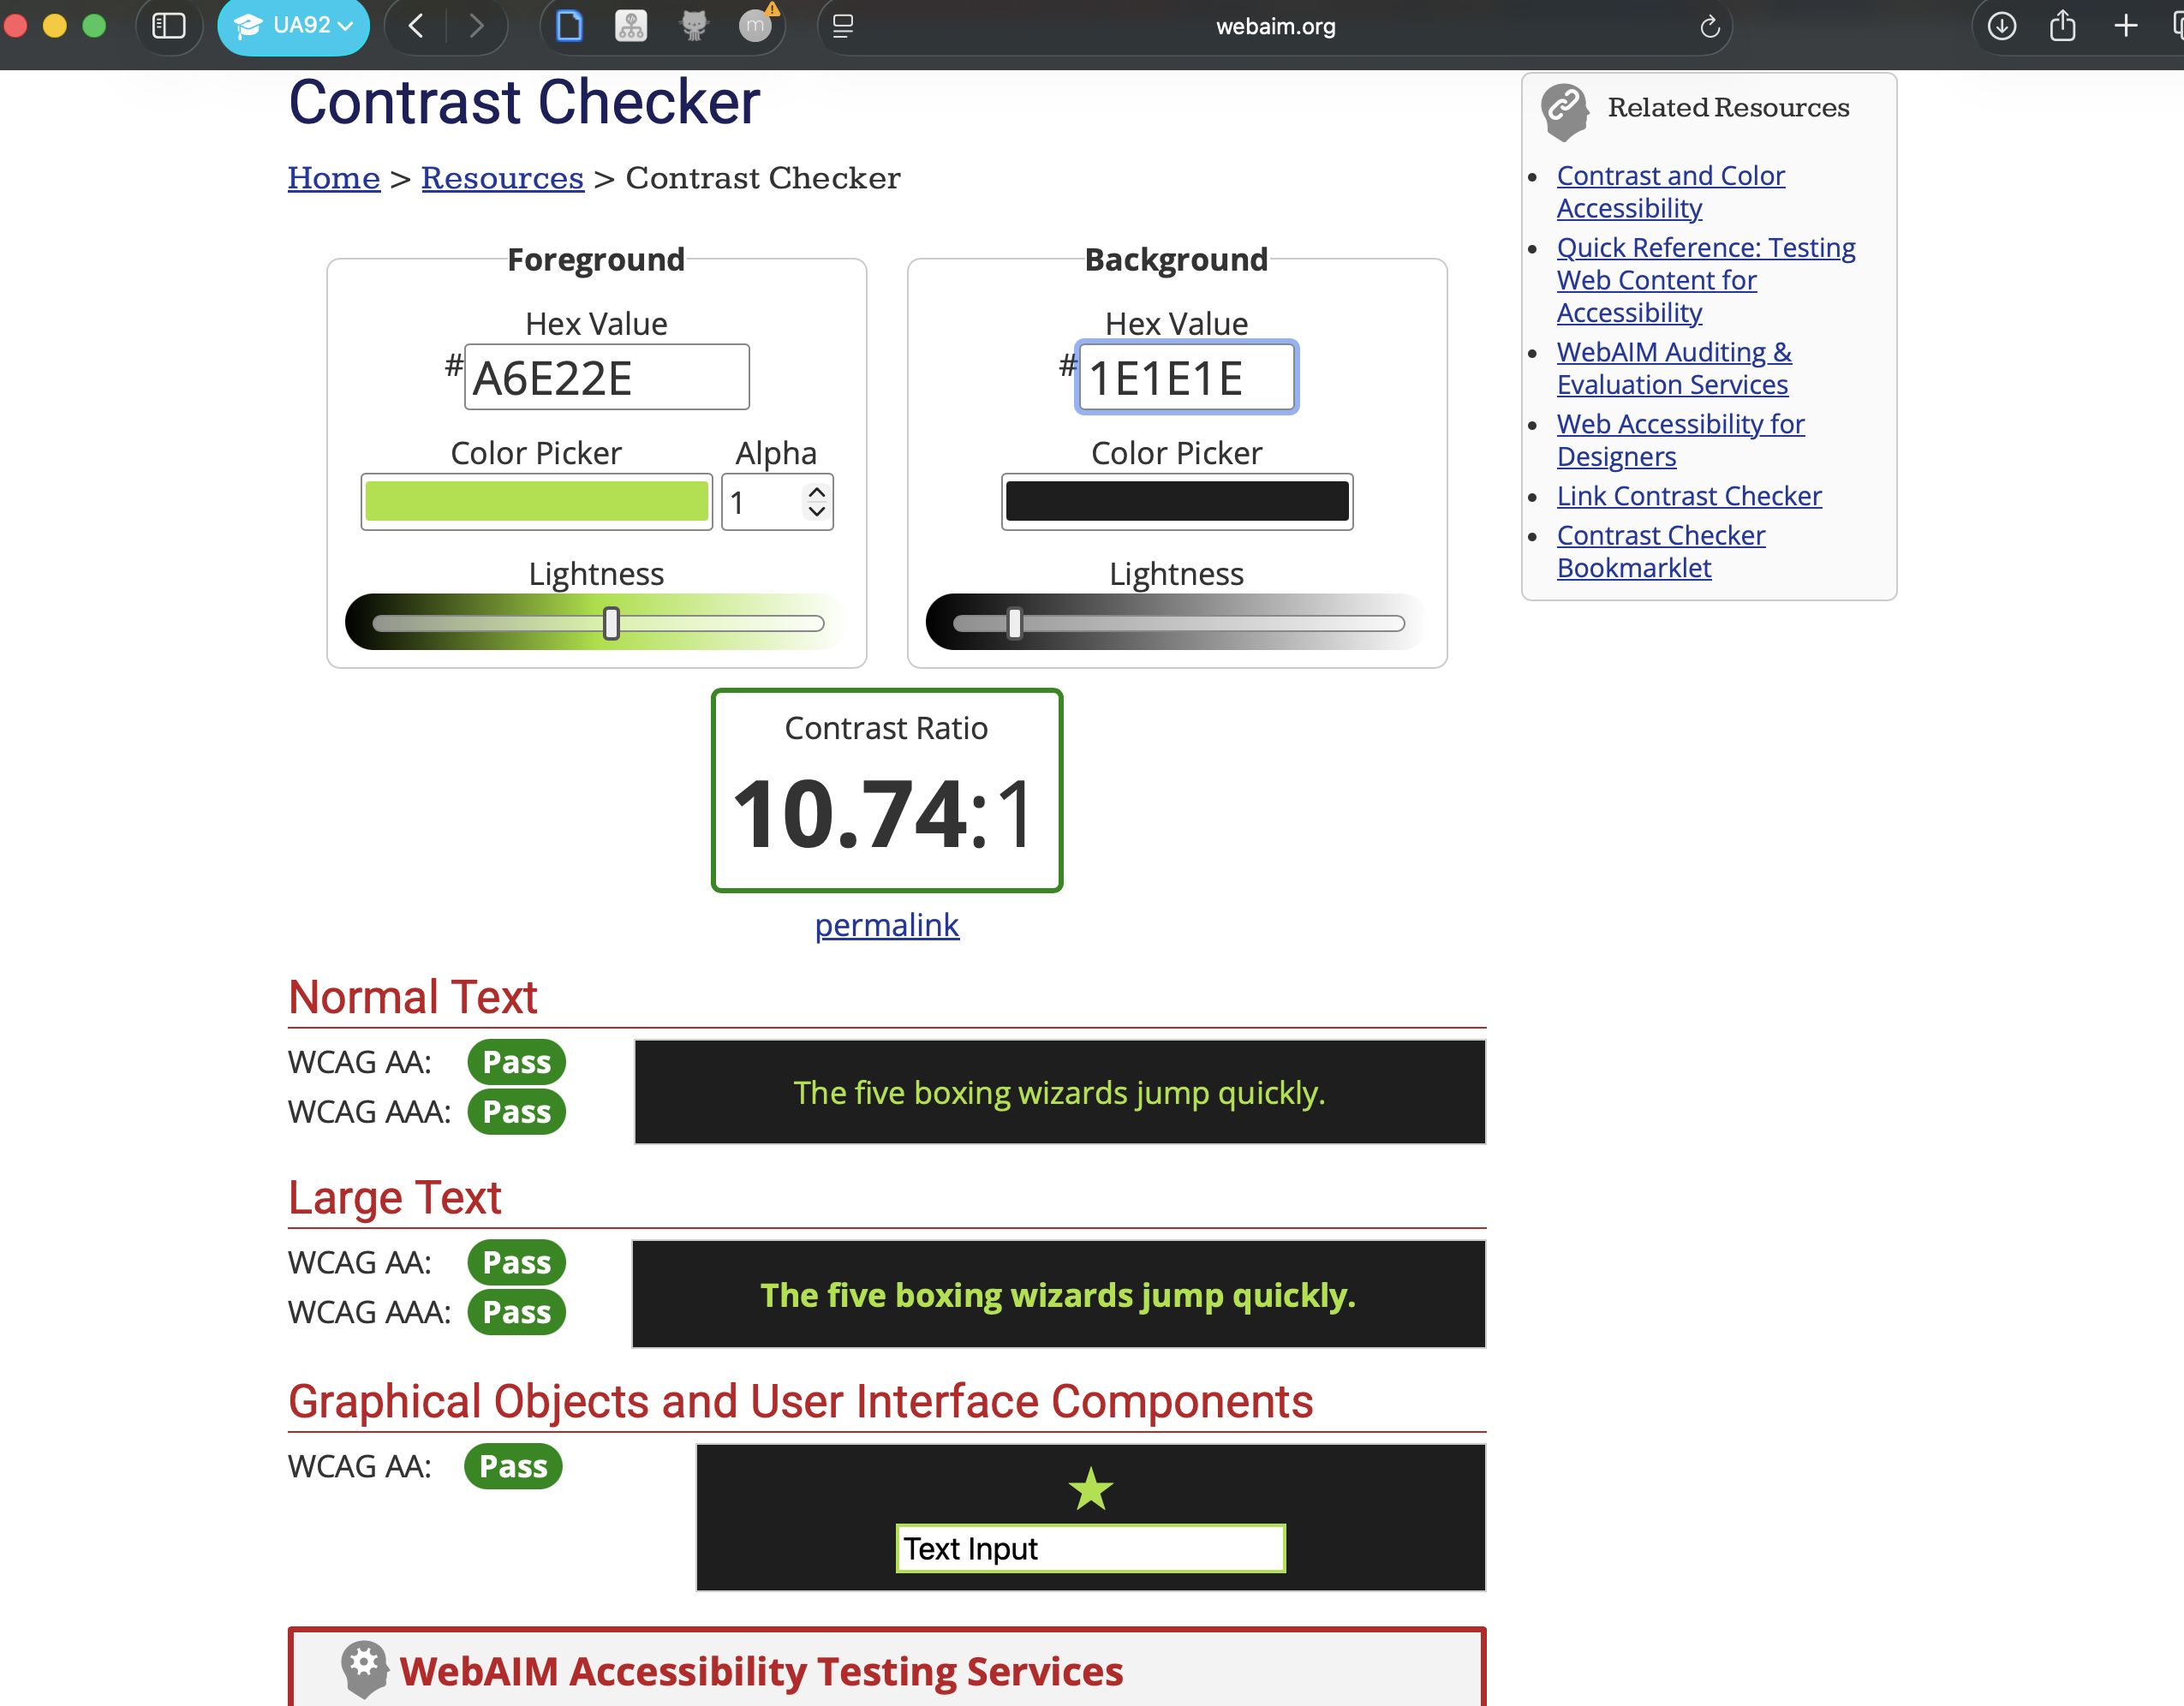 UA92
m
webaim.org
Contrast Checker
Home > Resources > Contrast Checker
Foreground
Hex Value
#
A6E22E
Color Picker
Alpha
1
Lightness
Background
Hex Value
#
1E1E1E
Color Picker
Lightness
Contrast Ratio
10.74:1
permalink
Normal Text
WCAG AA: Pass
WCAG AAA: Pass
The five boxing wizards jump quickly.
Large Text
WCAG AA: Pass
WCAG AAA: Pass
The five boxing wizards jump quickly.
Graphical Objects and User Interface Components
WCAG AA: Pass
Text Input
WebAIM Accessibility Testing Services
Related Resources
Contrast and Color
Accessibility
Quick Reference: Testing
Web Content for
Accessibility
WebAIM Auditing &
Evaluation Services
Web Accessibility for
Designers
Link Contrast Checker
Contrast Checker
Bookmarklet